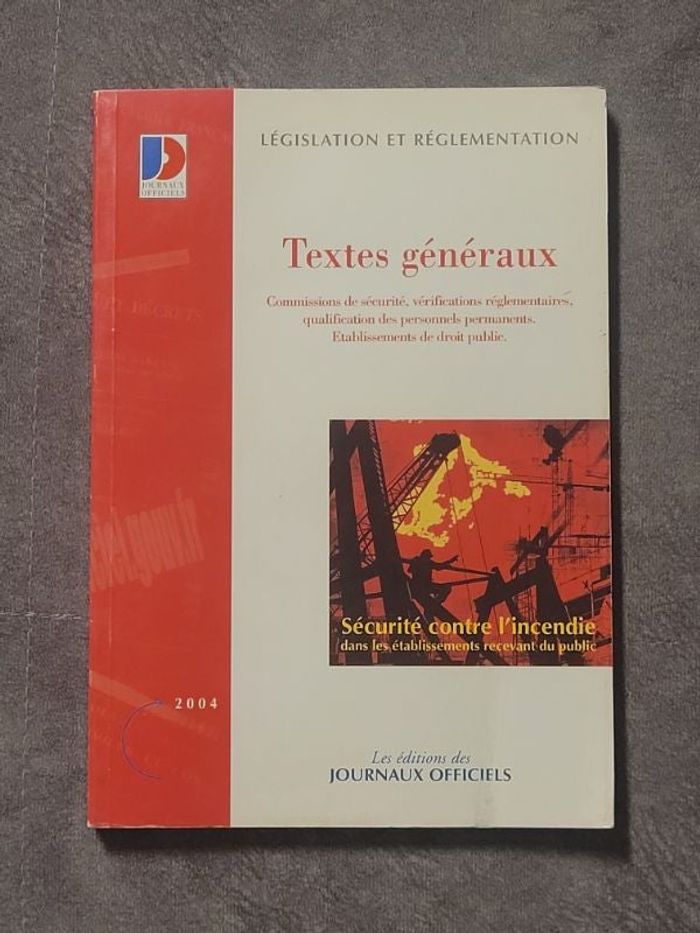 JOURNAUX
OFFICIELS
LÉGISLATION ET RÉGLEMENTATION
Textes généraux
Commissions de sécurité, vérifications réglementaires,
qualification des personnels permanents.
Etablissements de droit public.
DÉCRETS
Sécurité contre l'incendie
dans les établissements recevant du public
2004
Les éditions des
JOURNAUX OFFICIELS